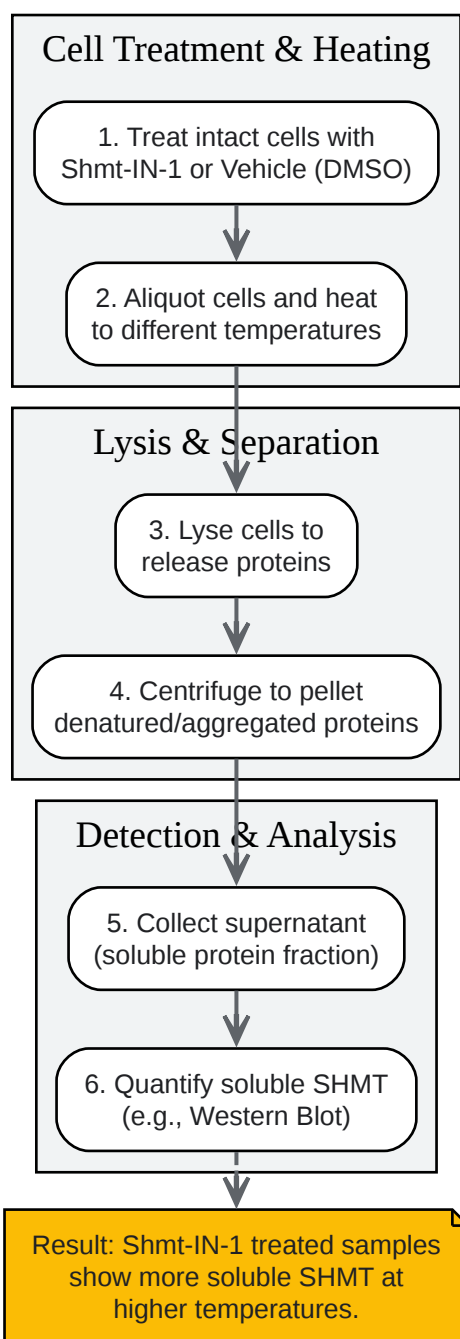 Cell Treatment & Heating
1. Treat intact cells with
Shmt-IN-1 or Vehicle (DMSO)
2. Aliquot cells and heat
to different temperatures
Lysis & Separation
3. Lyse cells to
release proteins
4. Centrifuge to pellet
denatured/aggregated proteins
Detection & Analysis
5. Collect supernatant
(soluble protein fraction)
6. Quantify soluble SHMT
(e.g., Western Blot)
Result: Shmt-IN-1 treated samples
show more soluble SHMT at
higher temperatures.